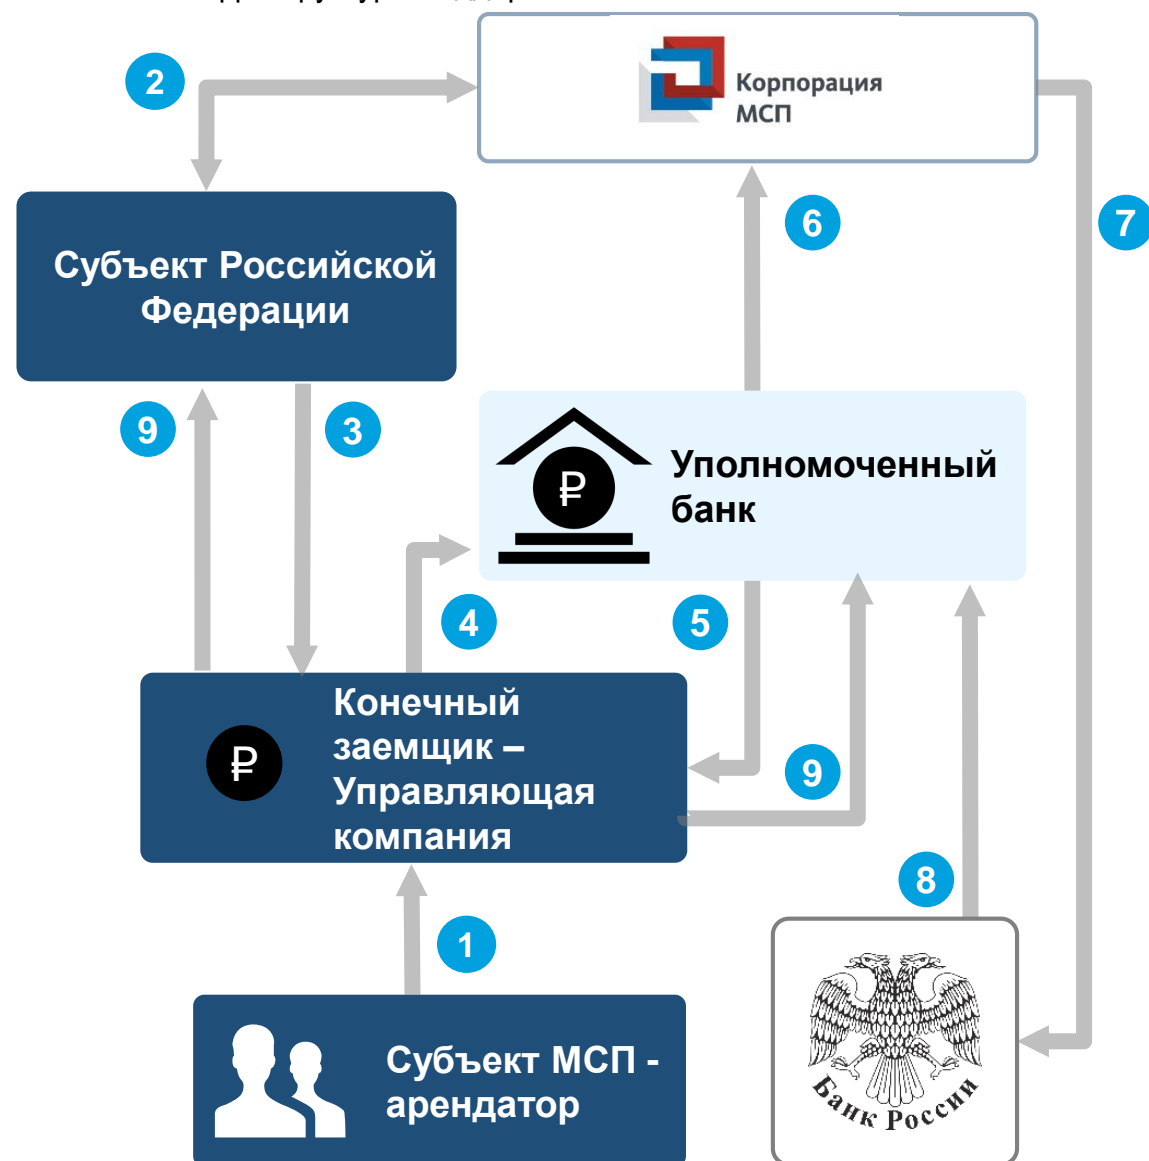 Корпорация
МСП
2
6
7
Субъект Российской
Федерации
9
3
Уполномоченный
банк
₽
4
5
Конечный
заемщик –
Управляющая
компания
₽
9
8
1
Субъект МСП -
арендатор
Банк России